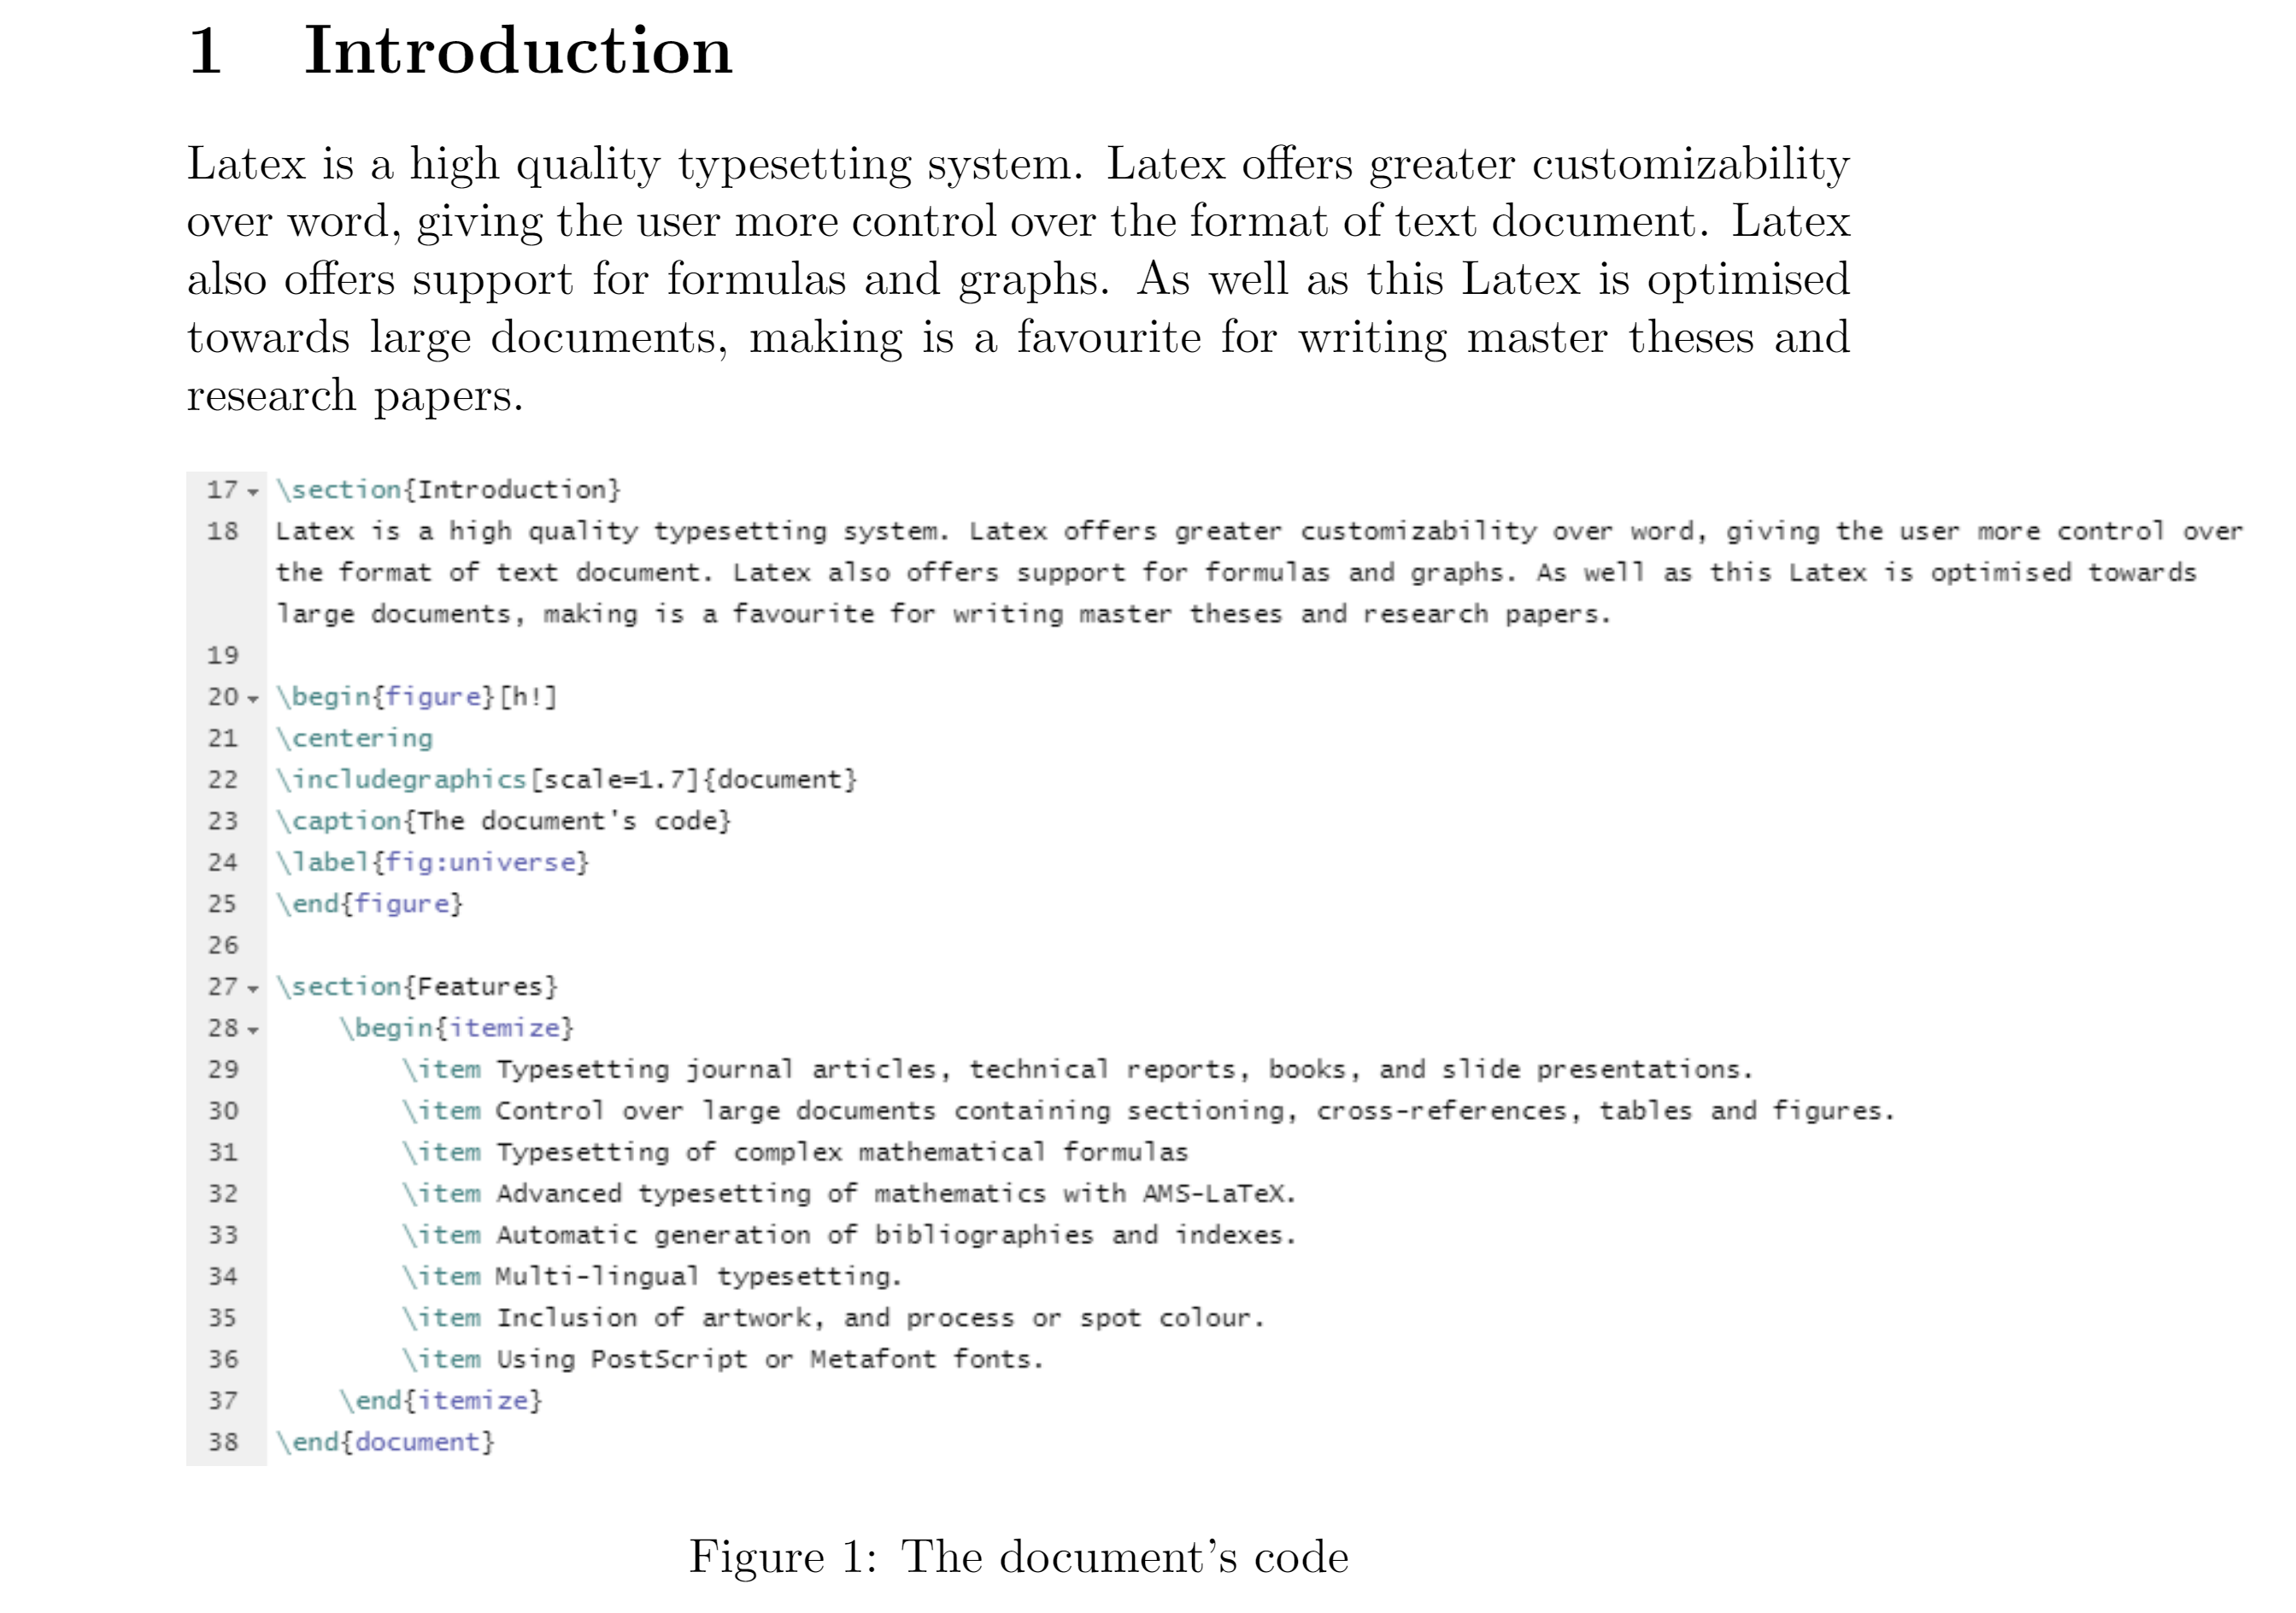 1 Introduction
Latex is a high quality typesetting system. Latex offers greater customizability
over word, giving the user more control over the format of text document. Latex
also offers support for formulas and graphs. As well as this Latex is optimised
towards large documents, making is a favourite for writing master theses and
research papers.
17 \section{Introduction}
18 Latex is a high quality typesetting system. Latex offers greater customizability over word, giving the user more control over
the format of text document. Latex also offers support for formulas and graphs. As well as this Latex is optimised towards
large documents, making is a favourite for writing master theses and research papers.
19
20 \begin{figure}[h!]
21 \centering
22 \includegraphics[scale=1.7]{document}
23 \caption{The document's code}
24 \label{fig:universe}
25 \end{figure}
26
27 \section{Features}
28 \begin{itemize}
29 \item Typesetting journal articles, technical reports, books, and slide presentations.
30 \item Control over large documents containing sectioning, cross-references, tables and figures.
31 \item Typesetting of complex mathematical formulas
32 \item Advanced typesetting of mathematics with AMS-LaTeX.
33 \item Automatic generation of bibliographies and indexes.
34 \item Multi-lingual typesetting.
35 \item Inclusion of artwork, and process or spot colour.
36 \item Using PostScript or Metafont fonts.
37 \end{itemize}
38 \end{document}
Figure 1: The document's code